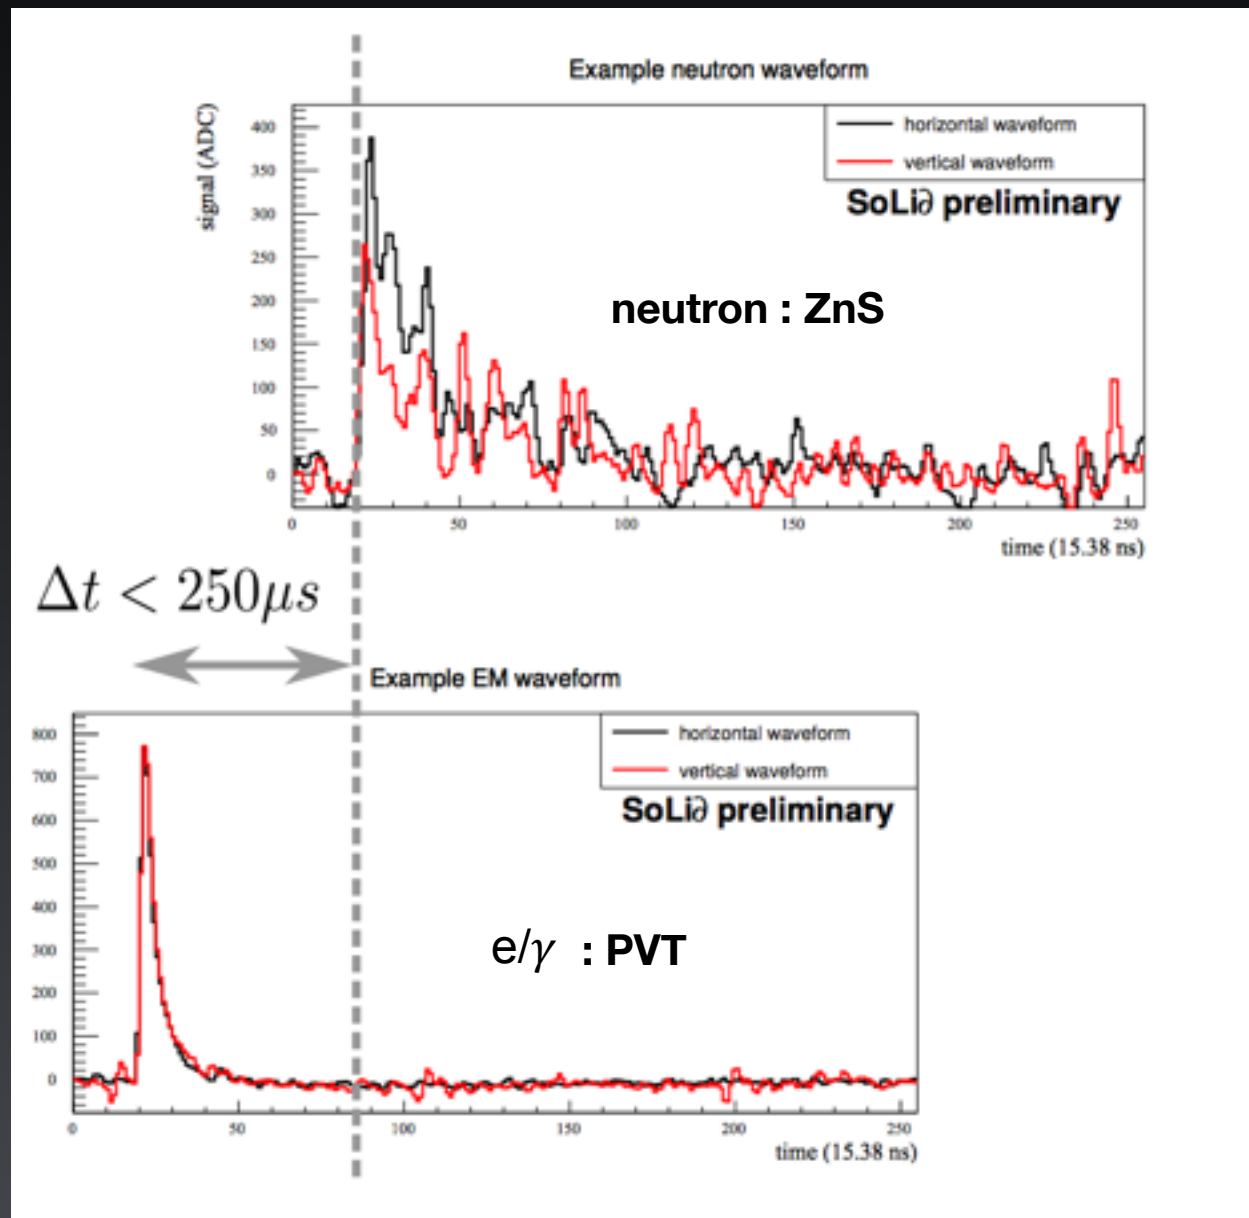 Example neutron waveform
signal (ADC)
400
350
300
250
200
150
100
50
0
horizontal waveform
vertical waveform
SoLi∂ preliminary
neutron : ZnS
0 50 100 150 200 250
time (15.38 ns)
Δt < 250μs
Example EM waveform
800
700
600
500
400
300
200
100
0
horizontal waveform
vertical waveform
SoLi∂ preliminary
e/γ : PVT
0 50 100 150 200 250
time (15.38 ns)